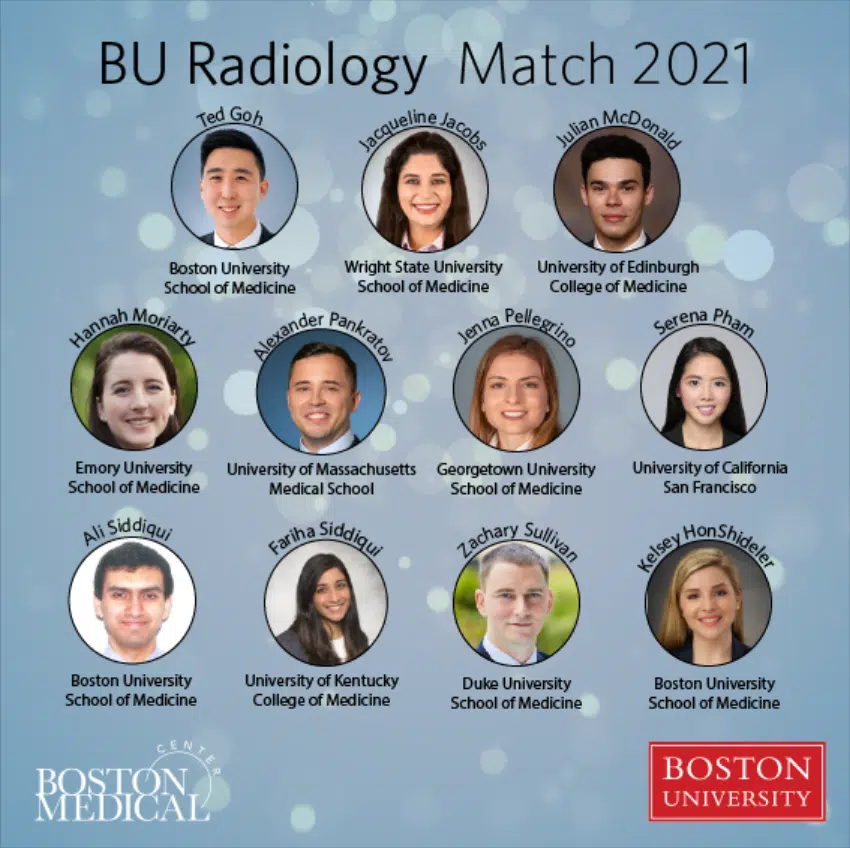 BU Radiology Match 2021
Ted Goh
Jacqueline Jacobs
Julian McDonald
Boston University
School of Medicine
Wright State University
School of Medicine
University of Edinburgh
College of Medicine
Hannah Moriarty
Alexander Pankratov
Jenna Pellegrino
Serena Pham
Emory University
School of Medicine
University of Massachusetts
Medical School
Georgetown University
School of Medicine
University of California
San Francisco
Ali Siddiqui
Fariha Siddiqui
Zachary Sullivan
Kelsey HonShideler
Boston University
School of Medicine
University of Kentucky
College of Medicine
Duke University
School of Medicine
Boston University
School of Medicine
BOSTON
MEDICAL
CENTER
BOSTON
UNIVERSITY